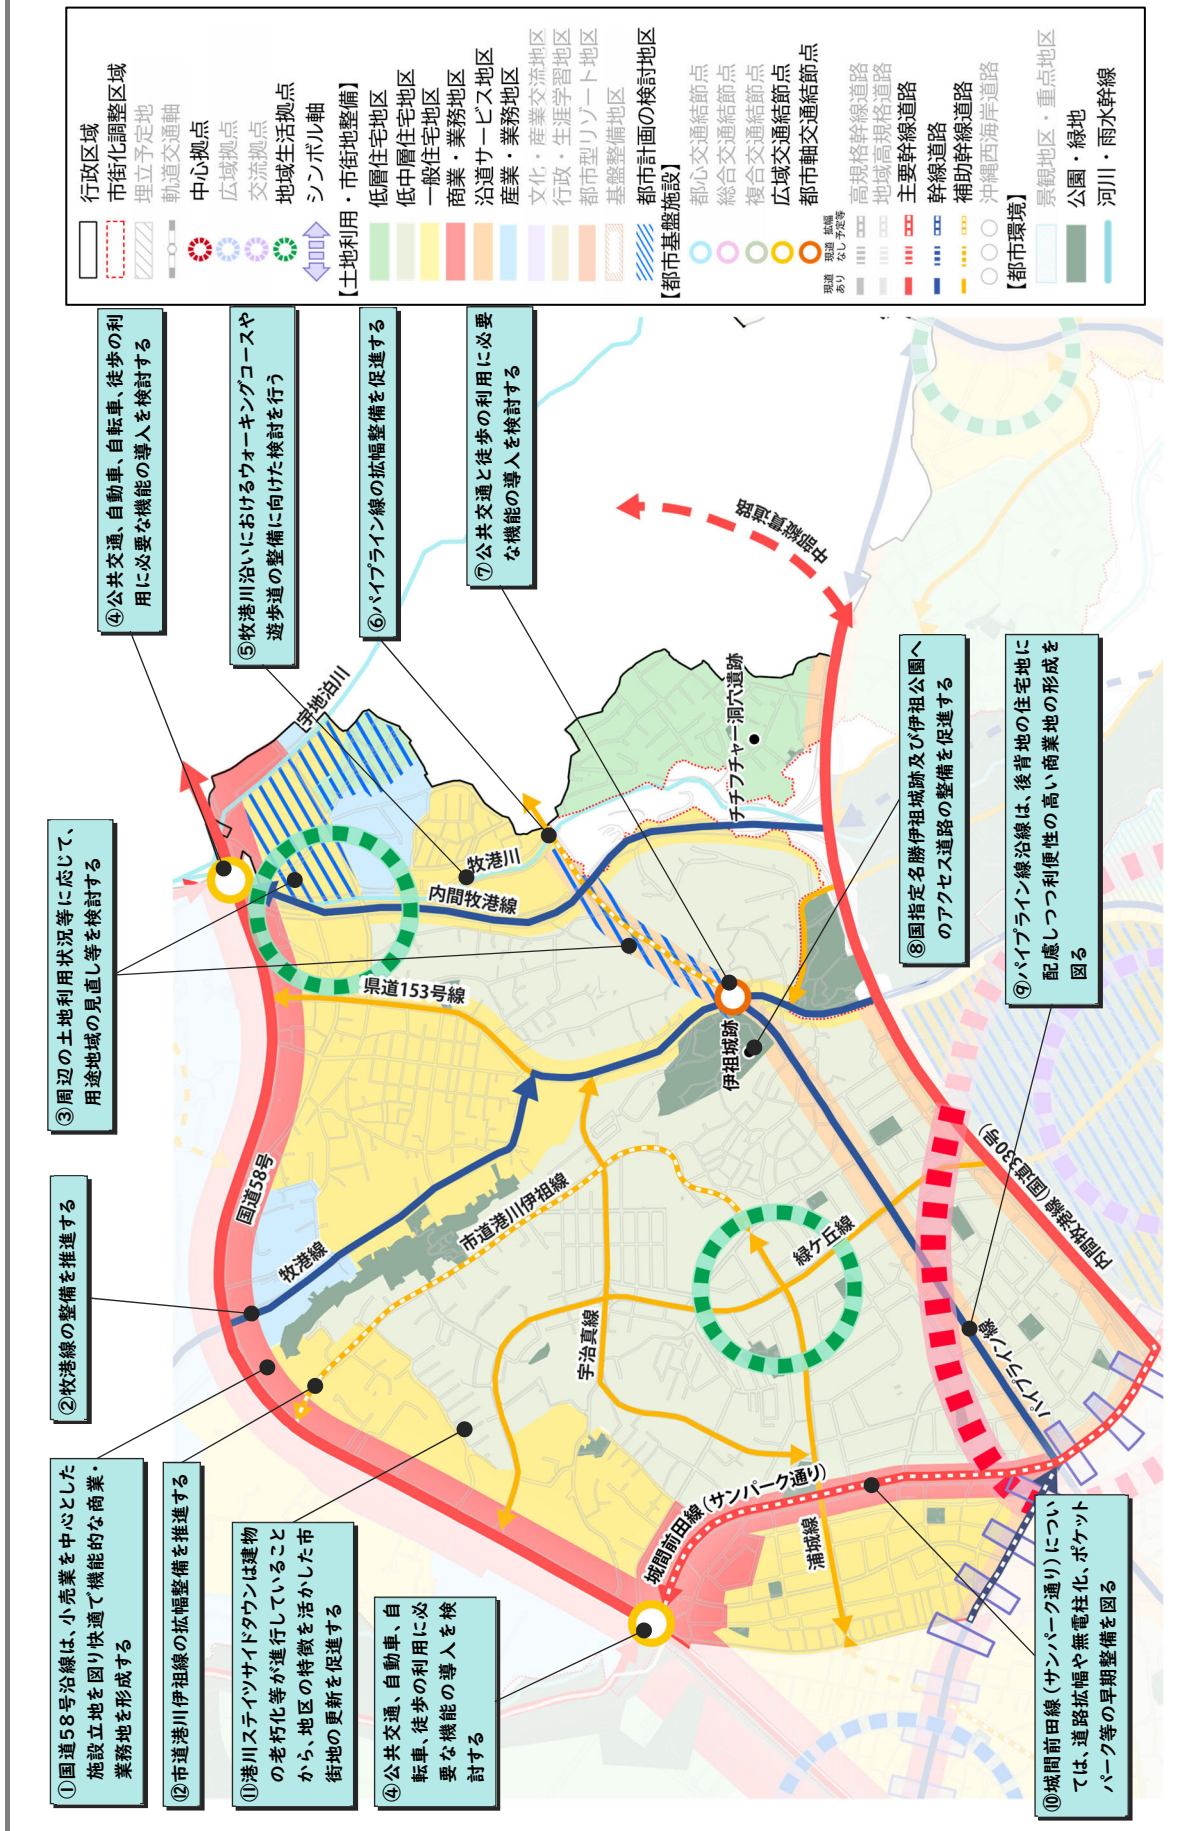 ①国道58号沿線は、小売業を中心とした
施設立地を図り快適で機能的な商業・
業務地を形成する
②牧港線の整備を推進する
③周辺の土地利用状況等に応じて、
用途地域の見直し等を検討する
④公共交通、自動車、自転車、徒歩の利
用に必要な機能の導入を検討する
⑤牧港川沿いにおけるウォーキングコースや
遊歩道の整備に向けた検討を行う
⑥パイプライン線の拡幅整備を促進する
⑦公共交通と徒歩の利用に必要
な機能の導入を検討する
⑧国指定名勝伊祖城跡及び伊祖公園へ
のアクセス道路の整備を促進する
⑨パイプライン線沿線は、後背地の住宅地に
配慮しつつ利便性の高い商業地の形成を
図る
⑩城間前田線(サンパーク通り)につい
ては、道路拡幅や無電柱化、ポケット
パーク等の早期整備を図る
⑪港川ステイツサイドタウンは建物
の老朽化等が進行していること
から、地区の特徴を活かした市
街地の更新を促進する
⑫市道港川伊祖線の拡幅整備を推進する
④公共交通、自動車、自
転車、徒歩の利用に必
要な機能の導入を検
討する
国道58号
牧港線
市道港川伊祖線
県道153号線
内間牧港線
牧港川
宇地泊川
チチフチャー洞穴遺跡
中部縦貫道路
伊祖城跡
宇治真線
緑ケ丘線
浦城線
城間前田線(サンパーク通り)
パイプライン線
内間牧港線(国道330号)
行政区域
市街化調整区域
埋立予定地
軌道交通軸
中心拠点
広域拠点
交流拠点
地域生活拠点
シンボル軸
【土地利用・市街地整備】
低層住宅地区
低中層住宅地区
一般住宅地区
商業・業務地区
沿道サービス地区
産業・業務地区
文化・産業交流地区
行政・生涯学習地区
都市型リゾート地区
基盤整備地区
都市計画の検討地区
【都市基盤施設】
都心交通結節点
総合交通結節点
複合交通結節点
広域交通結節点
都市軸交通結節点
現道
あり
現道
なし
拡幅
予定等
高規格幹線道路
地域高規格道路
主要幹線道路
幹線道路
補助幹線道路
沖縄西海岸道路
【都市環境】
景観地区・重点地区
公園・緑地
河川・雨水幹線